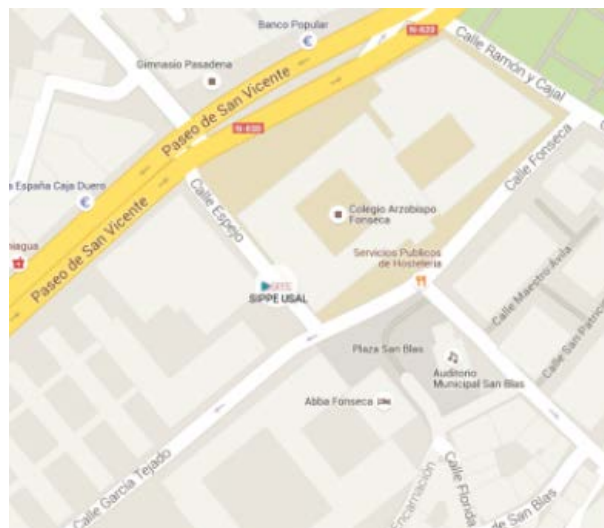 Banco Popular
N-620
Calle Ramón y Cajal
Gimnasio Pasadena
Paseo de San Vicente
N-630
Calle Fonseca
España Caja Duero
Calle Espejo
Colegio Arzobispo
Fonseca
Paseo de San Vicente
Servicios Publicos
de Hosteleria
Calle Maestro Ávila
SIPPE USAL
Calle San Patricio
Plaza San Blas
Auditorio
Municipal San Blas
Abba Fonseca
Calle García Tejado
Encarnación
Calle Florida
de San Blas